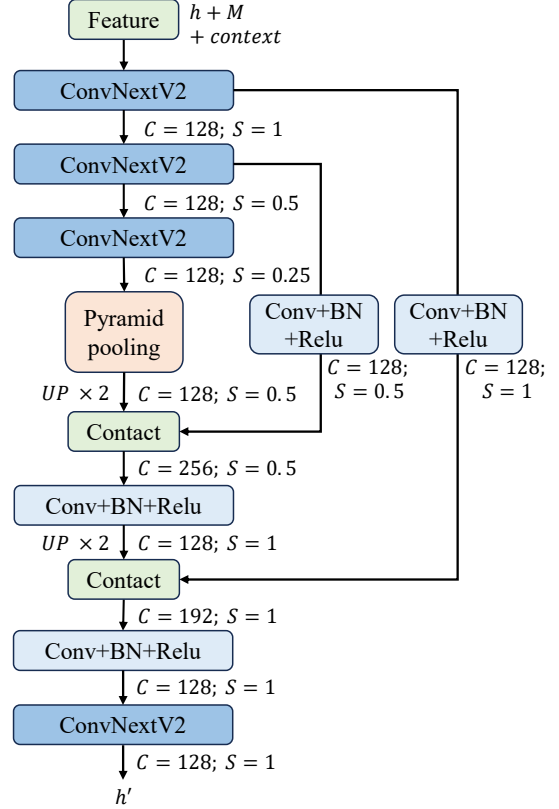 Feature
h + M
+ context
ConvNextV2
C = 128; S = 1
ConvNextV2
C = 128; S = 0.5
ConvNextV2
C = 128; S = 0.25
Pyramid
pooling
Conv+BN
+Relu
Conv+BN
+Relu
C = 128;
S = 0.5
C = 128;
S = 1
UP × 2
C = 128; S = 0.5
Contact
C = 256; S = 0.5
Conv+BN+Relu
UP × 2
C = 128; S = 1
Contact
C = 192; S = 1
Conv+BN+Relu
C = 128; S = 1
ConvNextV2
C = 128; S = 1
h′